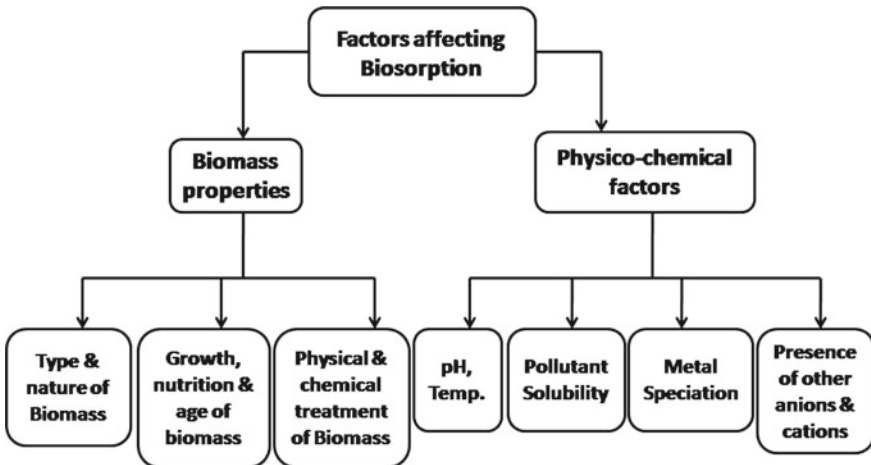 Factors affecting
Biosorption
Biomass
properties
Physico-chemical
factors
Type &
nature of
Biomass
Growth,
nutrition &
age of
biomass
Physical &
chemical
treatment
of Biomass
pH,
Temp.
Pollutant
Solubility
Metal
Speciation
Presence
of other
anions &
cations